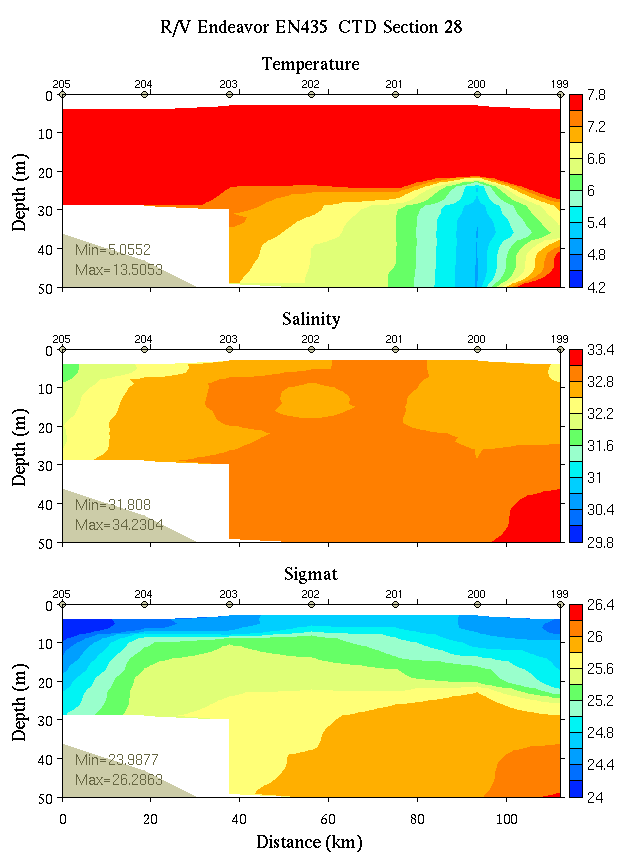 R/V Endeavor EN435 CTD Section 28
Temperature
205 204 203 202 201 200 199
0
10
20
30
40
50
Depth (m)
Min=5.0552
Max=13.5053
7.8
7.2
6.6
6
5.4
4.8
4.2
Salinity
205 204 203 202 201 200 199
0
10
20
30
40
50
Depth (m)
Min=31.808
Max=34.2304
33.4
32.8
32.2
31.6
31
30.4
29.8
Sigmat
205 204 203 202 201 200 199
0
10
20
30
40
50
Depth (m)
Min=23.9877
Max=26.2863
26.4
26
25.6
25.2
24.8
24.4
24
0 20 40 60 80 100
Distance (km)